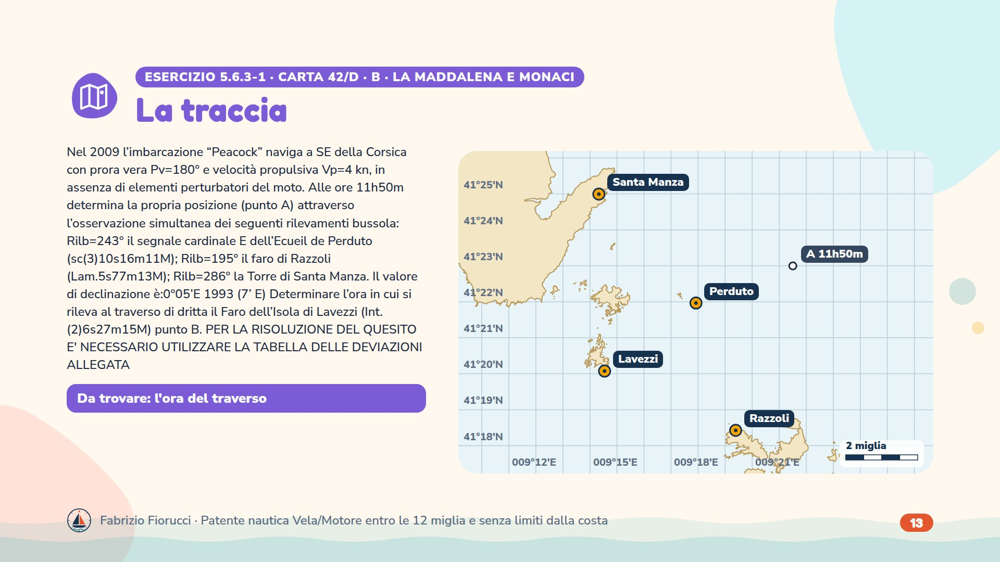 ESERCIZIO 5.6.3-1 · CARTA 42/D · B · LA MADDALENA E MONACI
La traccia
Nel 2009 l’imbarcazione “Peacock” naviga a SE della Corsica
con prora vera Pv=180° e velocità propulsiva Vp=4 kn, in
assenza di elementi perturbatori del moto. Alle ore 11h50m
determina la propria posizione (punto A) attraverso
l’osservazione simultanea dei seguenti rilevamenti bussola:
Rilb=243° il segnale cardinale E dell’Ecueil de Perduto
(sc(3)10s16m11M); Rilb=195° il faro di Razzoli
(Lam.5s77m13M); Rilb=286° la Torre di Santa Manza. Il valore
di declinazione è:0°05’E 1993 (7’ E) Determinare l’ora in cui si
rileva al traverso di dritta il Faro dell’Isola di Lavezzi (Int.
(2)6s27m15M) punto B. PER LA RISOLUZIONE DEL QUESITO
E' NECESSARIO UTILIZZARE LA TABELLA DELLE DEVIAZIONI
ALLEGATA
Da trovare: l'ora del traverso
Santa Manza
41°25'N
41°24'N
A 11h50m
41°23'N
Perduto
41°22'N
41°21'N
Lavezzi
41°20'N
41°19'N
Razzoli
41°18'N
2 miglia
009°12'E
009°15'E
009°18'E
009°21'E
Fabrizio Fiorucci · Patente nautica Vela/Motore entro le 12 miglia e senza limiti dalla costa
13